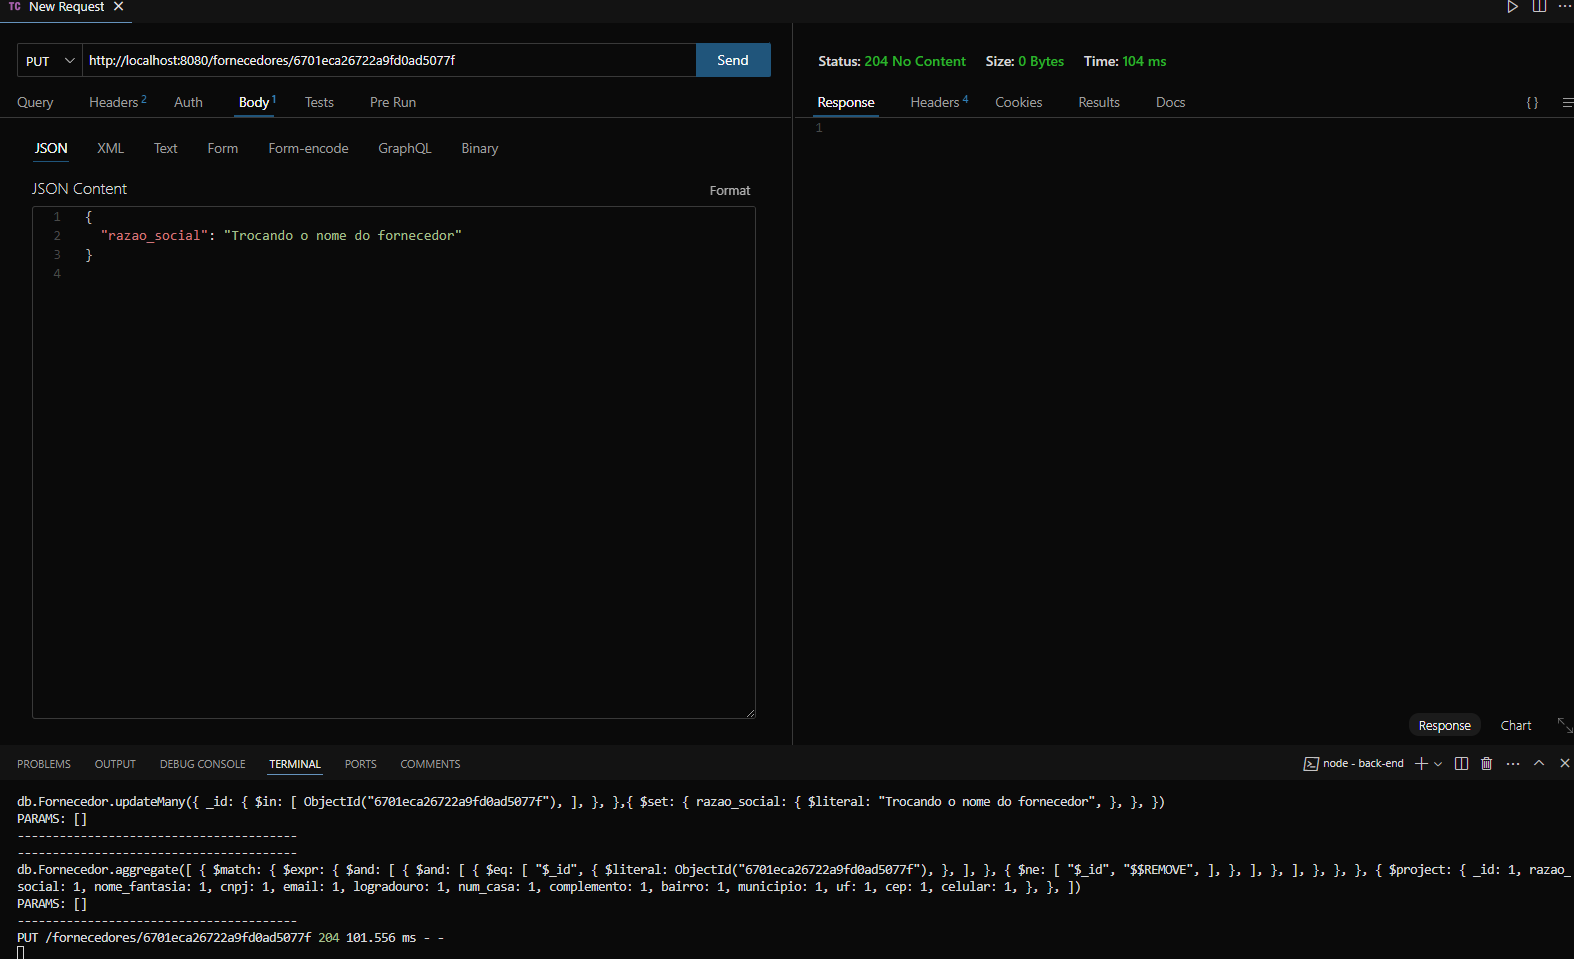 TC New Request
PUT http://localhost:8080/fornecedores/6701eca26722a9fd0ad5077f Send
Query Headers 2 Auth Body 1 Tests Pre Run
JSON XML Text Form Form-encode GraphQL Binary
JSON Content
Format
1 {
2 "razao_social": "Trocando o nome do fornecedor"
3 }
4
Status: 204 No Content Size: 0 Bytes Time: 104 ms
Response Headers 4 Cookies Results Docs { }
1
Response Chart
PROBLEMS OUTPUT DEBUG CONSOLE TERMINAL PORTS COMMENTS node - back-end
db.Fornecedor.updateMany({ _id: { $in: [ ObjectId("6701eca26722a9fd0ad5077f"), ], }, },{ $set: { razao_social: { $literal: "Trocando o nome do fornecedor", }, }, })
PARAMS: []
----------------------------------------
----------------------------------------
db.Fornecedor.aggregate([ { $match: { $expr: { $and: [ { $and: [ { $eq: [ "$_id", { $literal: ObjectId("6701eca26722a9fd0ad5077f"), }, ], }, { $ne: [ "$_id", "$$REMOVE", ], }, ], }, ], }, }, }, { $project: { _id: 1, razao_
social: 1, nome_fantasia: 1, cnpj: 1, email: 1, logradouro: 1, num_casa: 1, complemento: 1, bairro: 1, municipio: 1, uf: 1, cep: 1, celular: 1, }, }, ])
PARAMS: []
----------------------------------------
PUT /fornecedores/6701eca26722a9fd0ad5077f 204 101.556 ms - -